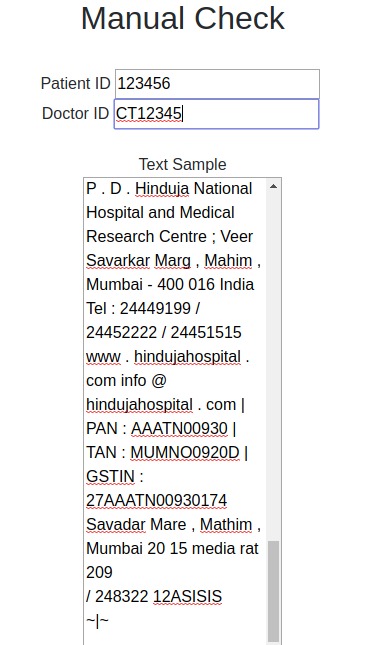 Manual Check
Patient ID 123456
Doctor ID CT12345
Text Sample
P . D . Hinduja National
Hospital and Medical
Research Centre ; Veer
Savarkar Marg , Mahim ,
Mumbai - 400 016 India
Tel : 24449199 /
24452222 / 24451515
www . hindujahospital .
com info @
hindujahospital . com |
PAN : AAATN00930 |
TAN : MUMNO0920D |
GSTIN :
27AAATN00930174
Savadar Mare , Mathim ,
Mumbai 20 15 media rat
209
/ 248322 12ASISIS
~|~